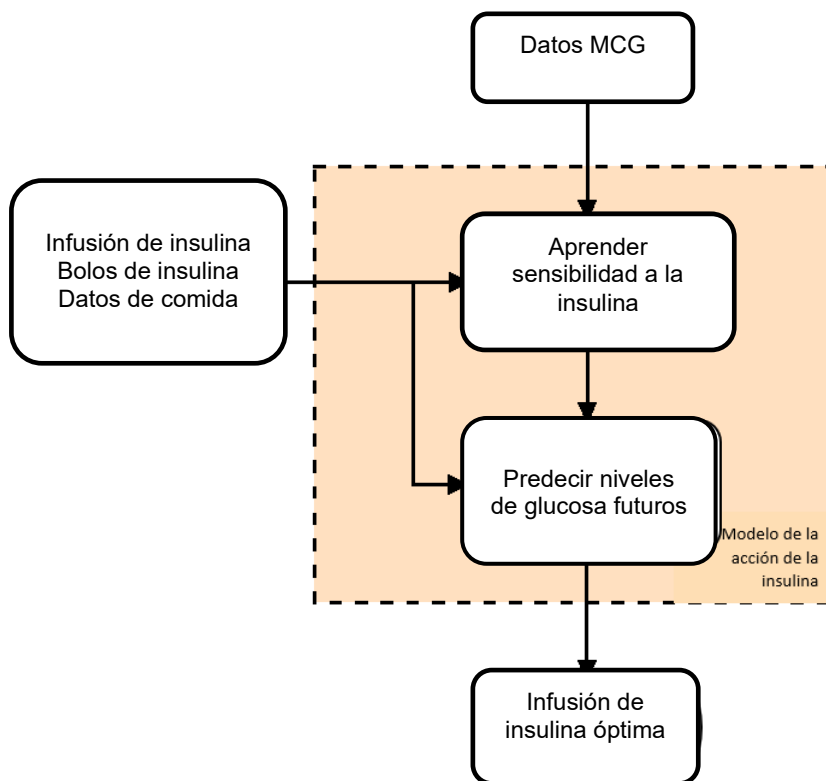 Datos MCG
Infusión de insulina
Bolos de insulina
Datos de comida
Aprender
sensibilidad a la
insulina
Predecir niveles
de glucosa futuros
Modelo de la
acción de la
insulina
Infusión de
insulina óptima